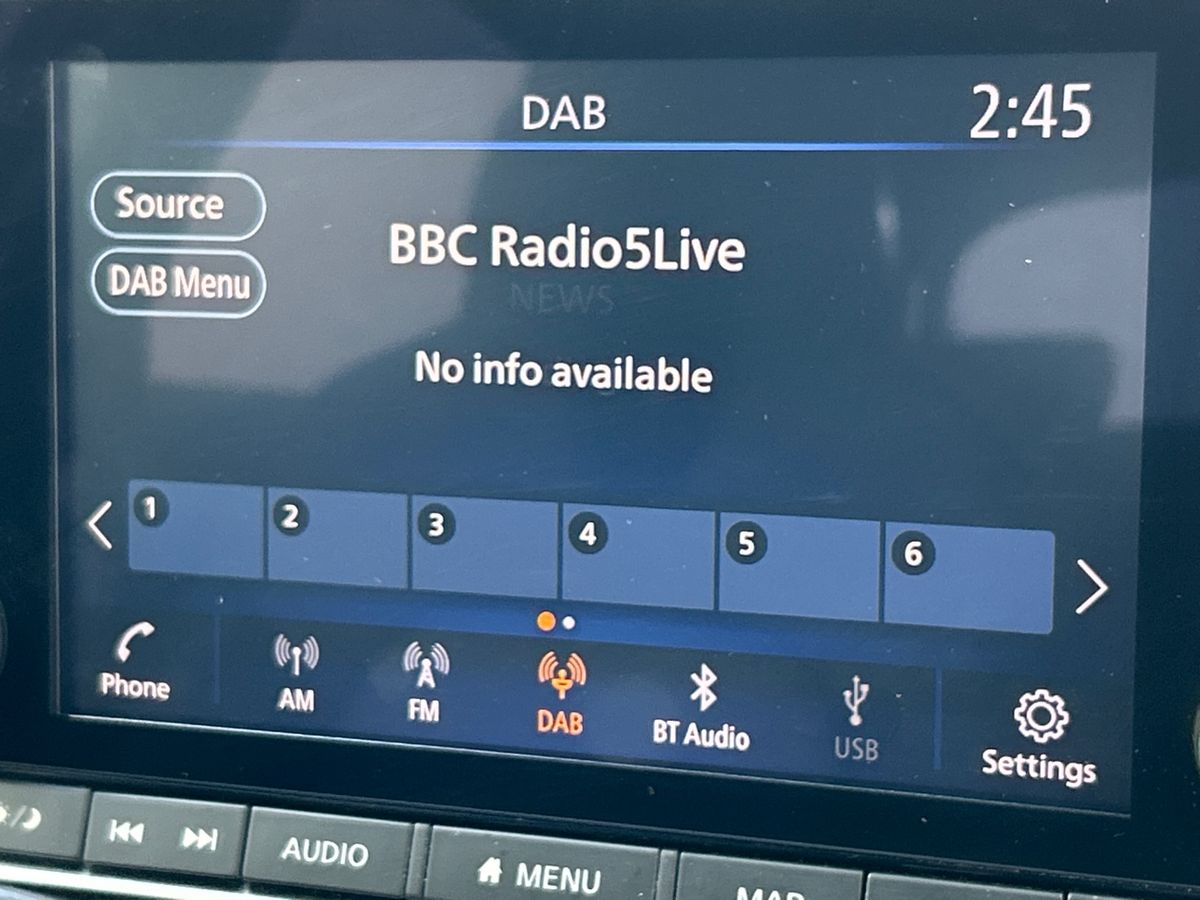 DAB
2:45
Source
BBC Radio5Live
DAB Menu
NEWS
No info available
1 2 3 4 5 6
Phone
AM
FM
DAB
BT Audio
USB
Settings
AUDIO
MENU
MAP